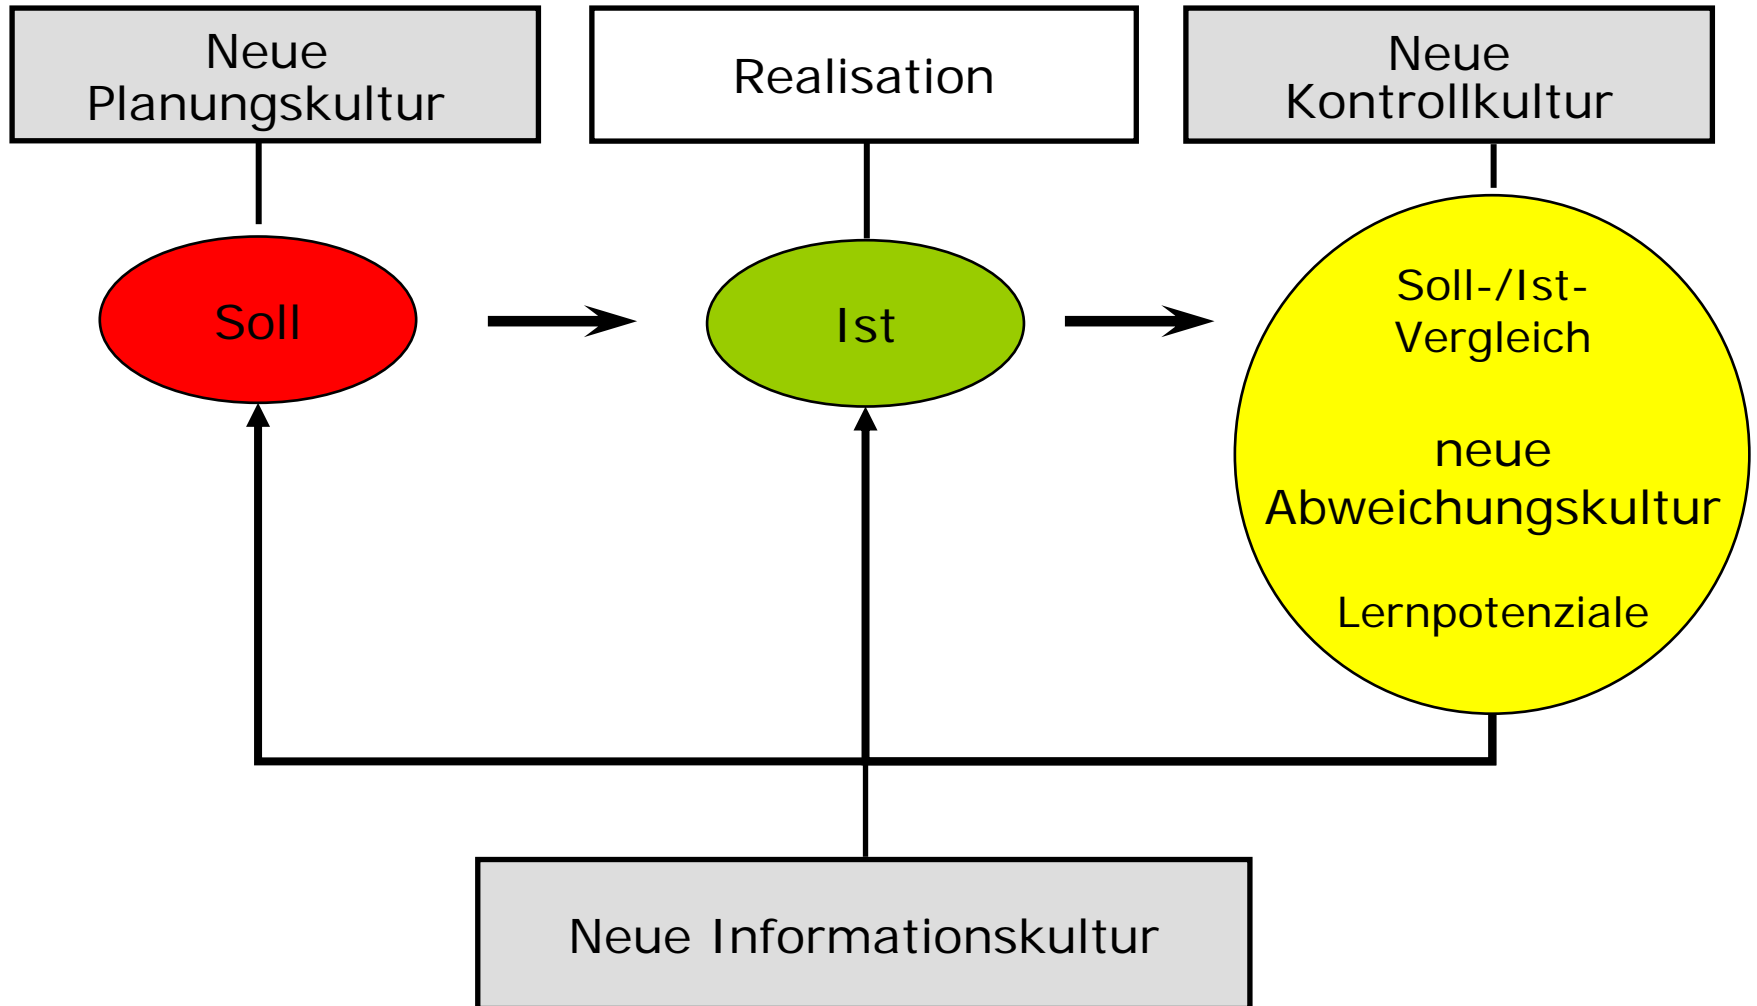 Neue
Planungskultur
Realisation
Neue
Kontrollkultur
Soll
Ist
Soll-/Ist-
Vergleich
neue
Abweichungskultur
Lernpotenziale
Neue Informationskultur